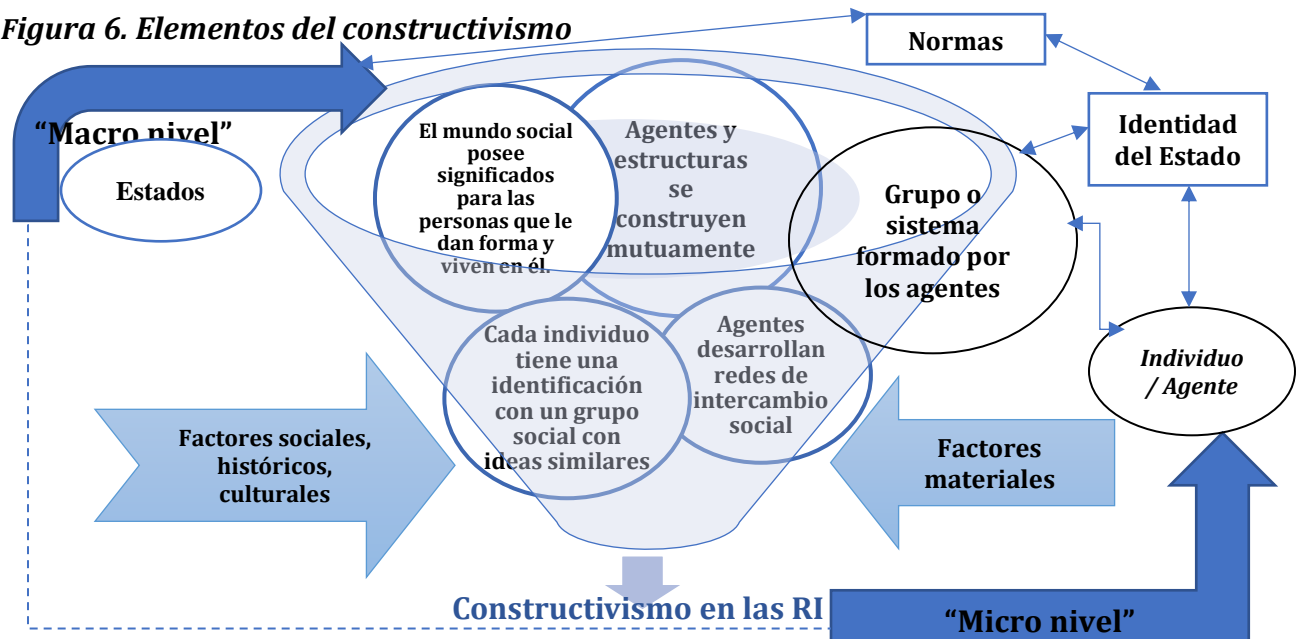 Figura 6. Elementos del constructivismo
Normas
“Macro nivel”
Estados
El mundo social
posee
significados
para las
personas que le
dan forma y
viven en él.
Agentes y
estructuras
se
construyen
mutuamente
Grupo o
sistema
formado por
los agentes
Identidad
del Estado
Cada individuo
tiene una
identificación
con un grupo
social con
ideas similares
Agentes
desarrollan
redes de
intercambio
social
Individuo
/ Agente
Factores sociales,
históricos,
culturales
Factores
materiales
Constructivismo en las RI
“Micro nivel”